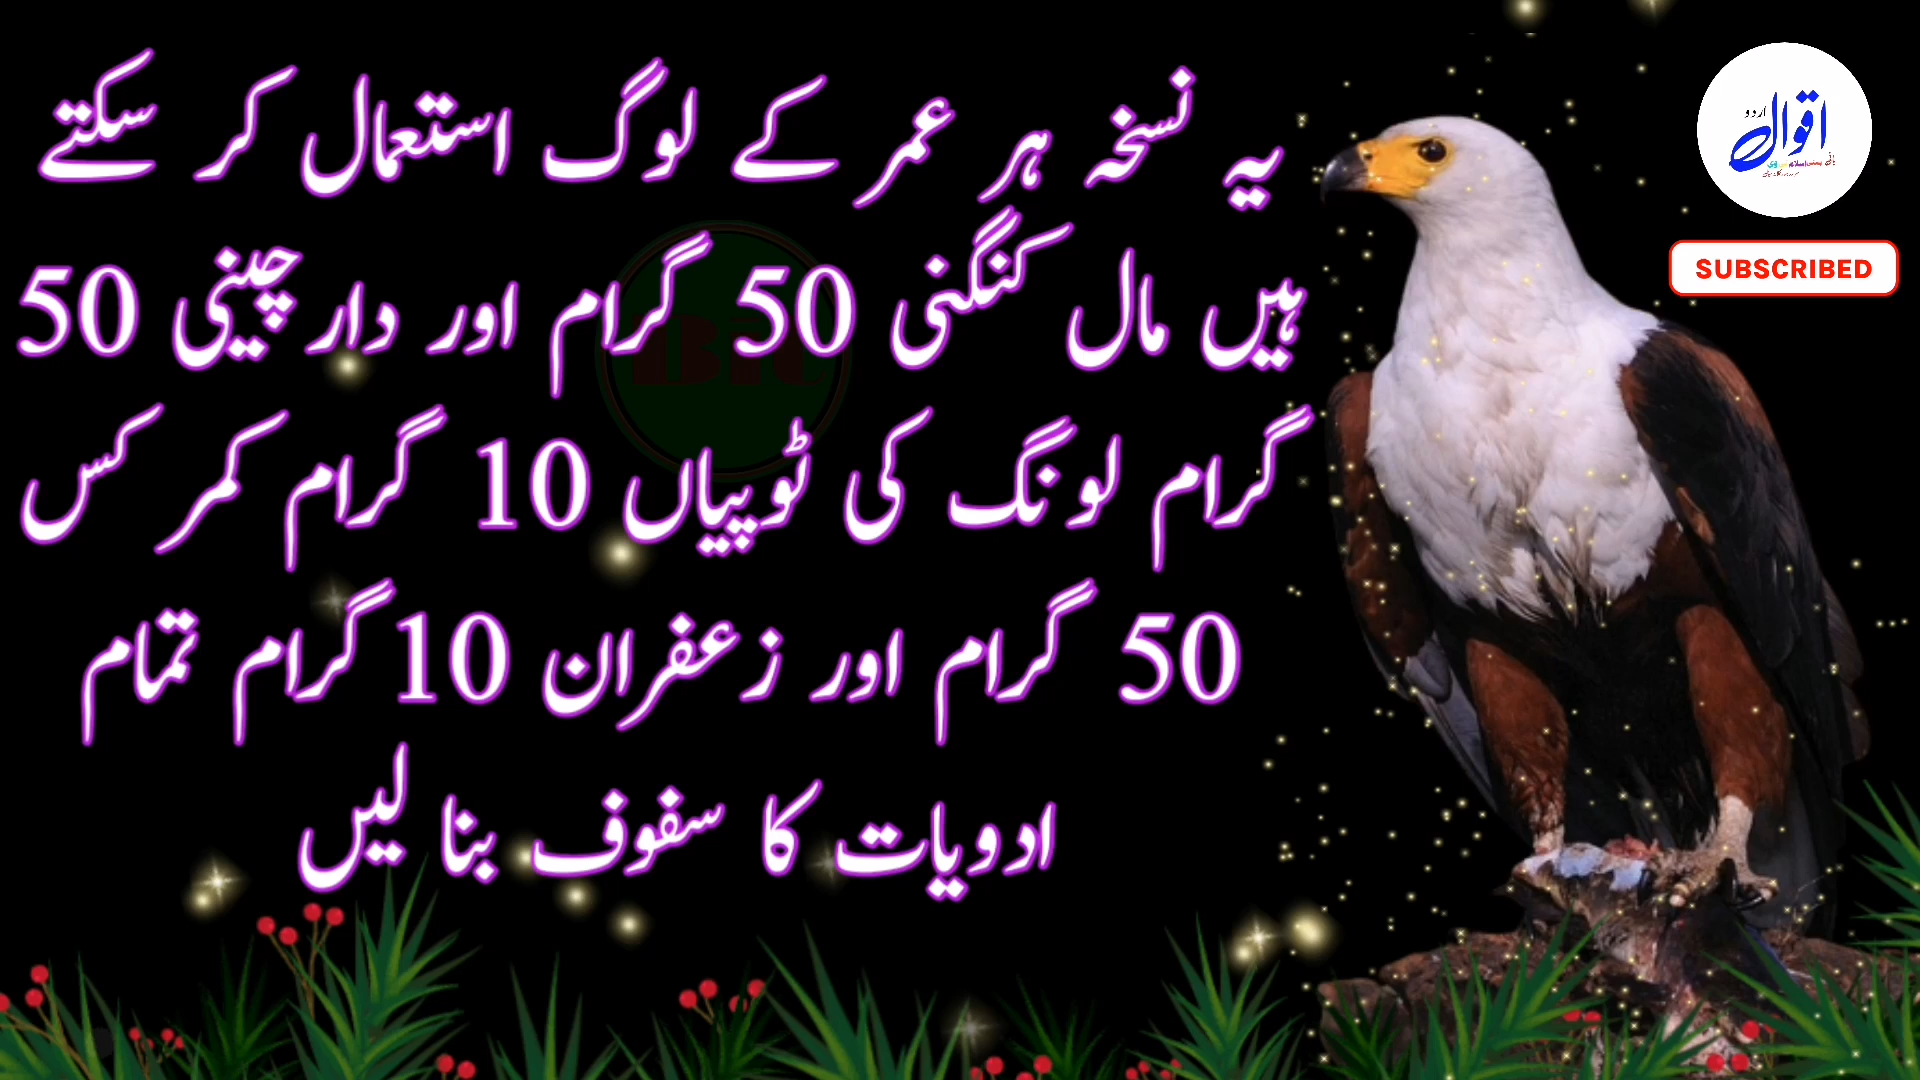 یہ نسخہ ہر عمر کے لوگ استعمال کر سکتے
ہیں مال کنگنی 50 گرام اور دار چینی 50
گرام لونگ کی ٹوپیاں 10 گرام کمر کس
50 گرام اور زعفران 10 گرام تمام
ادویات کا سفوف بنا لیں
اردو
اقوال
SUBSCRIBED